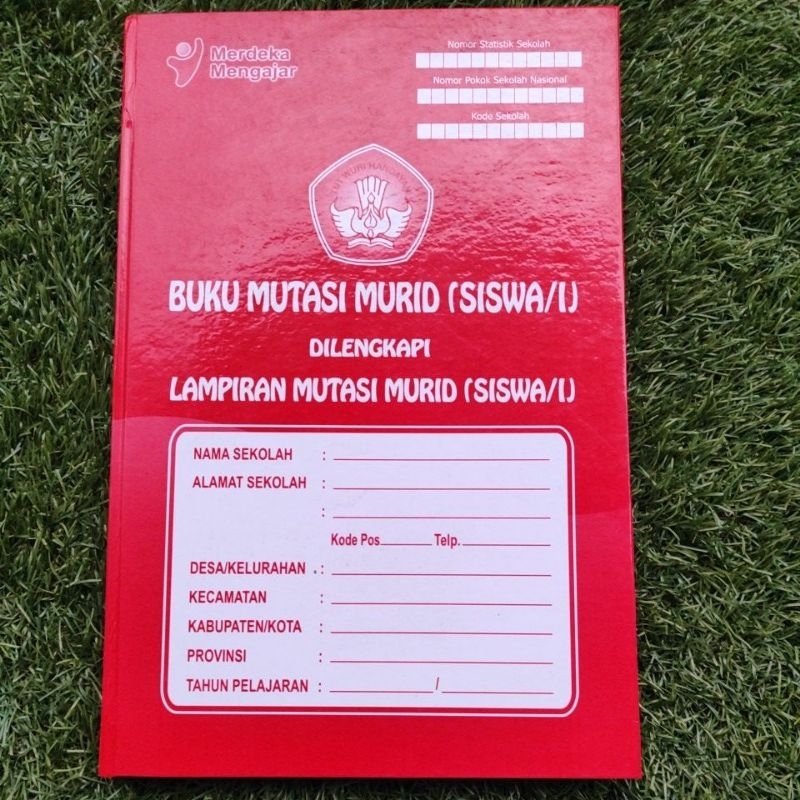 Merdeka
Mengajar
Nomor Statistik Sekolah
Nomor Pokok Sekolah Nasional
Kode Sekolah
TUT WURI HANDAYANI
BUKU MUTASI MURID (SISWA/I)
DILENGKAPI
LAMPIRAN MUTASI MURID (SISWA/I)
NAMA SEKOLAH :
ALAMAT SEKOLAH :
:
Kode Pos Telp.
DESA/KELURAHAN . :
KECAMATAN :
KABUPATEN/KOTA :
PROVINSI :
TAHUN PELAJARAN : /